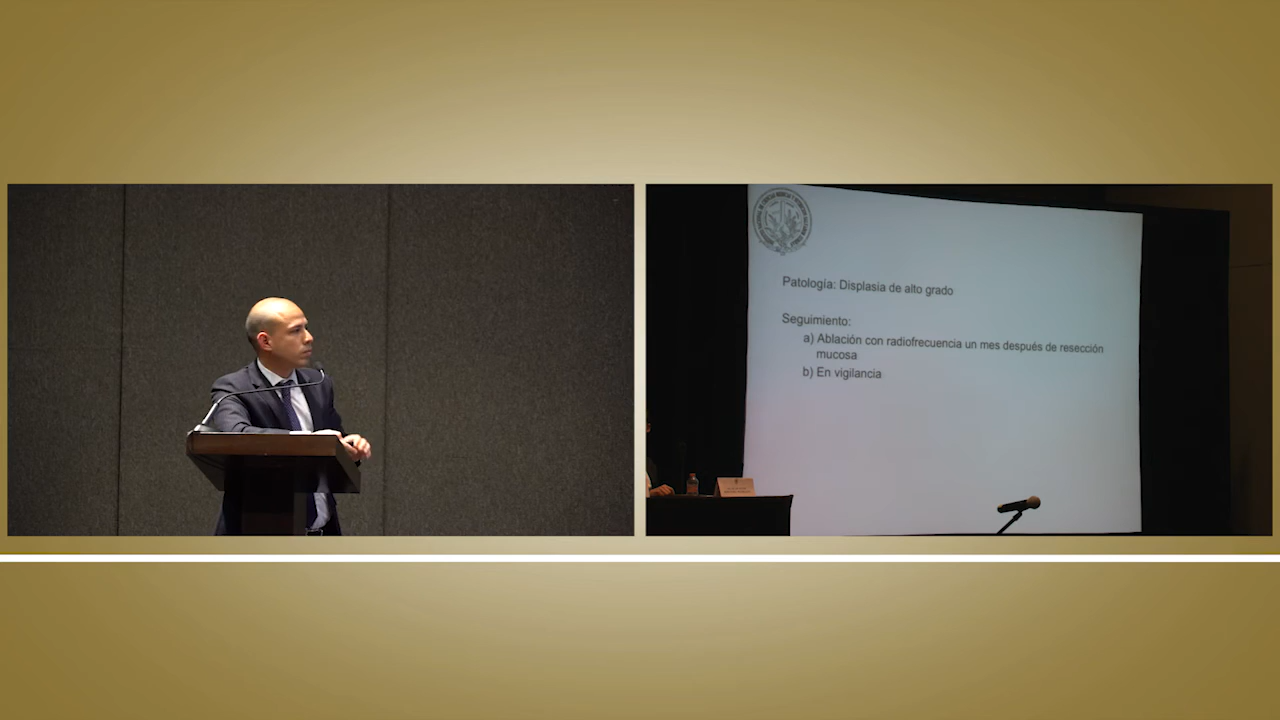 Patología: Displasia de alto grado
Seguimiento:
a) Ablación con radiofrecuencia un mes después de resección
mucosa
b) En vigilancia